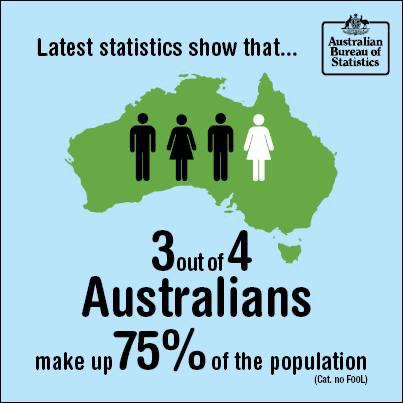 Latest statistics show that...
Australian
Bureau of
Statistics
3 out of 4
Australians
make up 75% of the population
(Cat. no F00L)